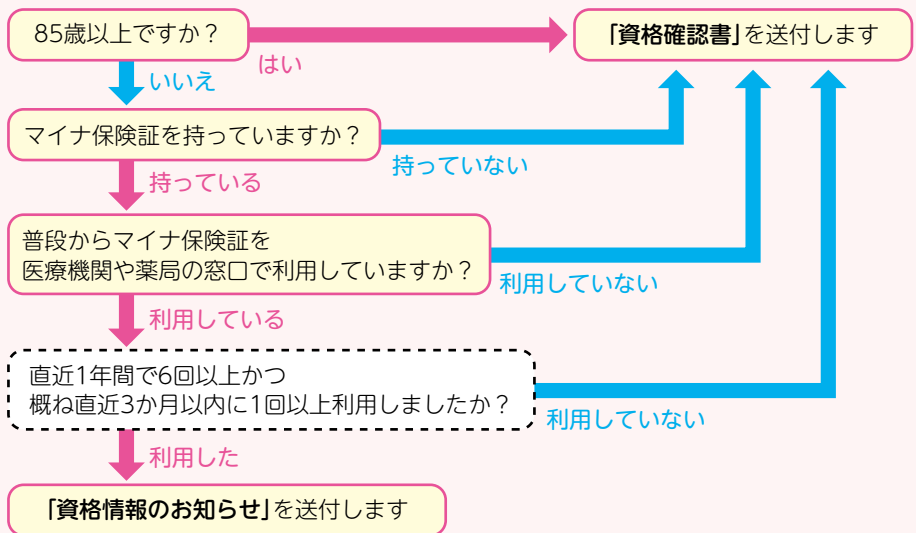 85歳以上ですか？
はい
「資格確認書」を送付します
いいえ
マイナ保険証を持っていますか？
持っていない
持っている
普段からマイナ保険証を
医療機関や薬局の窓口で利用していますか？
利用していない
利用している
直近1年間で6回以上かつ
概ね直近3か月以内に1回以上利用しましたか？
利用していない
利用した
「資格情報のお知らせ」を送付します